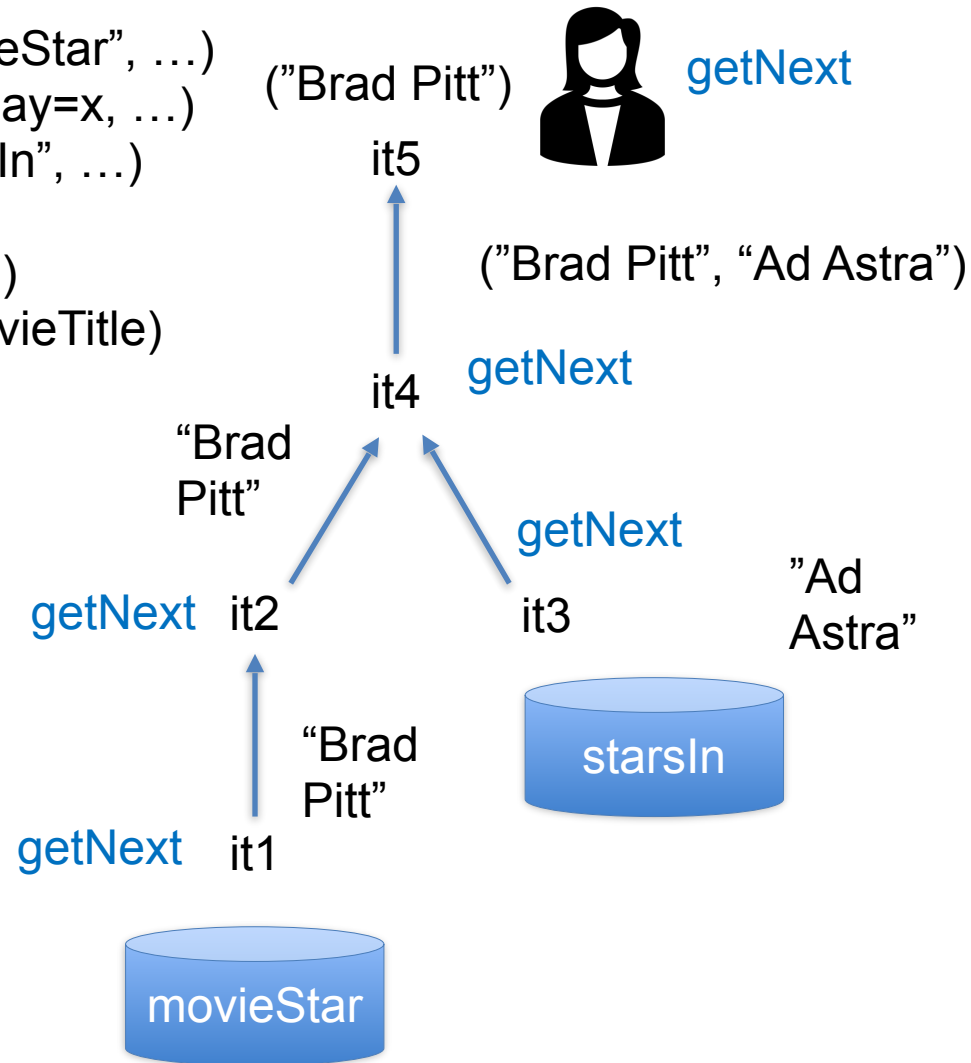 eStar”, …)
ay=x, …)
In”, …)
)
vieTitle)
(”Brad Pitt”)
getNext
it5
(”Brad Pitt”, “Ad Astra”)
it4
getNext
“Brad
Pitt”
getNext
getNext
it2
it3
”Ad
Astra”
“Brad
Pitt”
starsIn
getNext
it1
movieStar